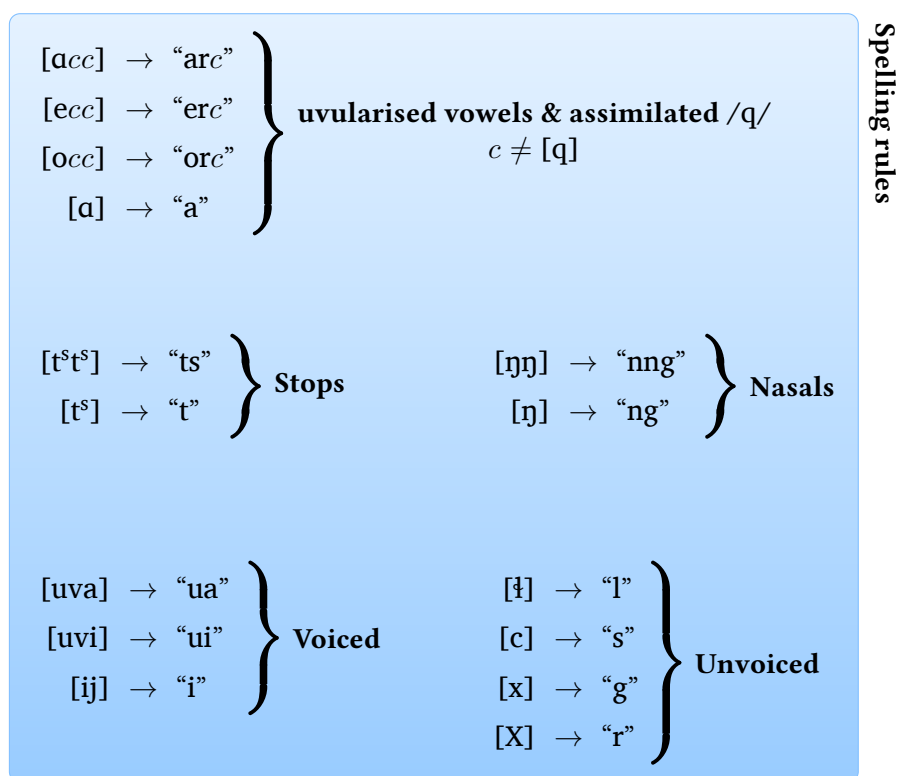 Spelling rules
[ɑcc] → “arc”
[ecc] → “erc”
[occ] → “orc”
[ɑ] → “a”
uvularised vowels & assimilated /q/
c ≠ [q]
[tˢtˢ] → “ts”
[tˢ] → “t”
Stops
[ŋŋ] → “nng”
[ŋ] → “ng”
Nasals
[uva] → “ua”
[uvi] → “ui”
[ij] → “i”
Voiced
[ɬ] → “l”
[c] → “s”
[x] → “g”
[X] → “r”
Unvoiced